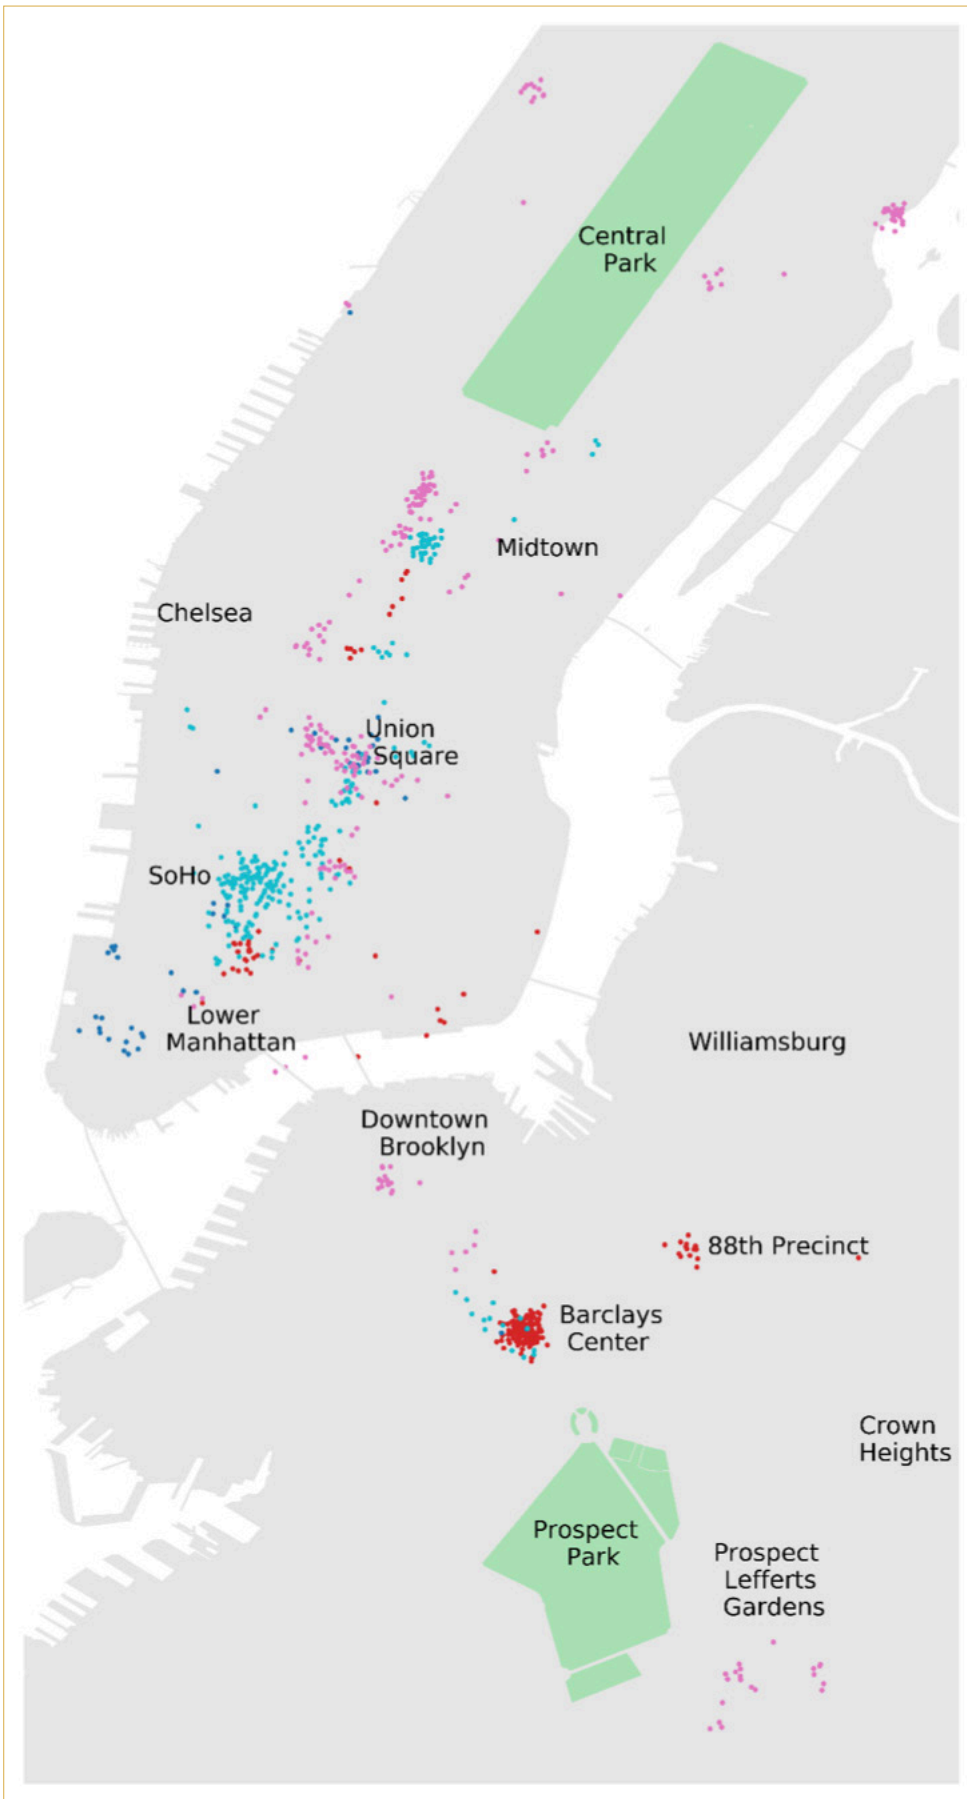 Central
Park
Midtown
Chelsea
Union
Square
SoHo
Lower
Manhattan
Williamsburg
Downtown
Brooklyn
88th Precinct
Barclays
Center
Crown
Heights
Prospect
Park
Prospect
Lefferts
Gardens